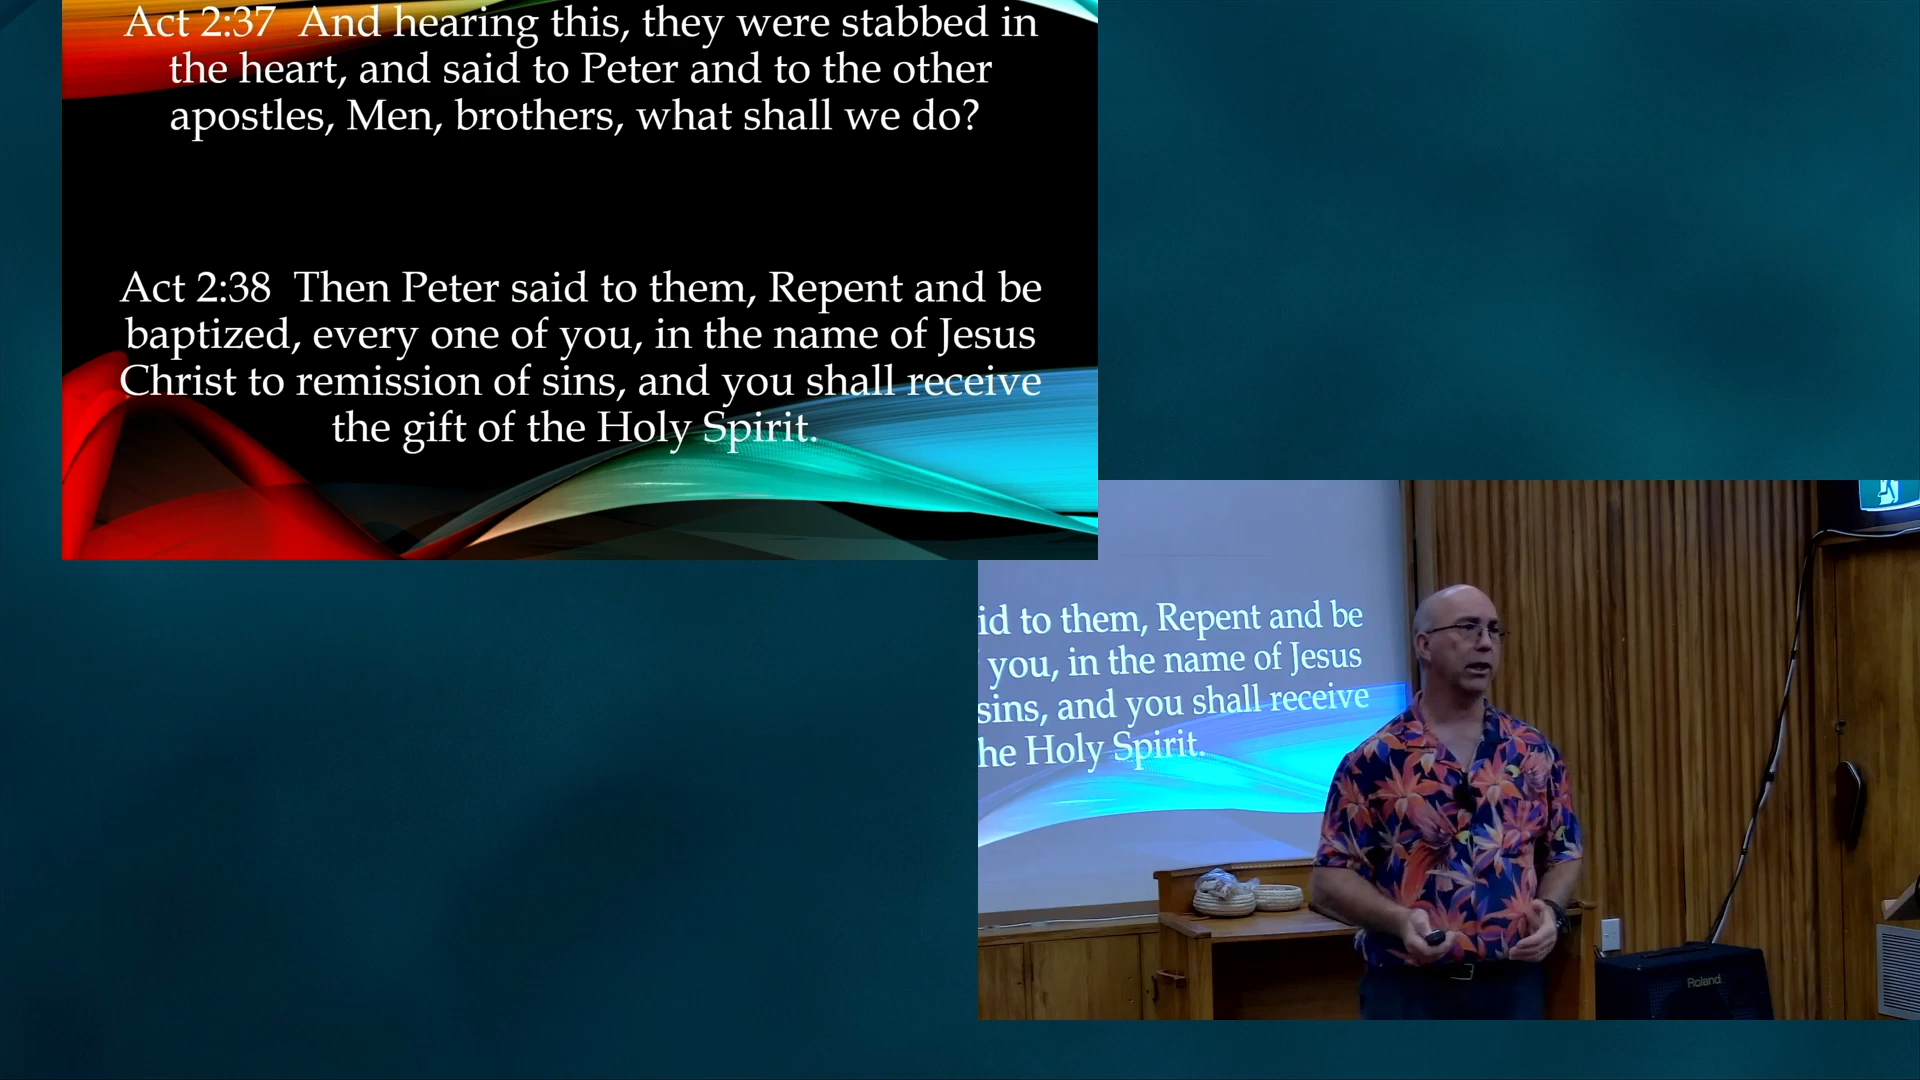 Act 2:37  And hearing this, they were stabbed in
the heart, and said to Peter and to the other
apostles, Men, brothers, what shall we do?
Act 2:38  Then Peter said to them, Repent and be
baptized, every one of you, in the name of Jesus
Christ to remission of sins, and you shall receive
the gift of the Holy Spirit.
id to them, Repent and be
you, in the name of Jesus
sins, and you shall receive
he Holy Spirit.
Roland